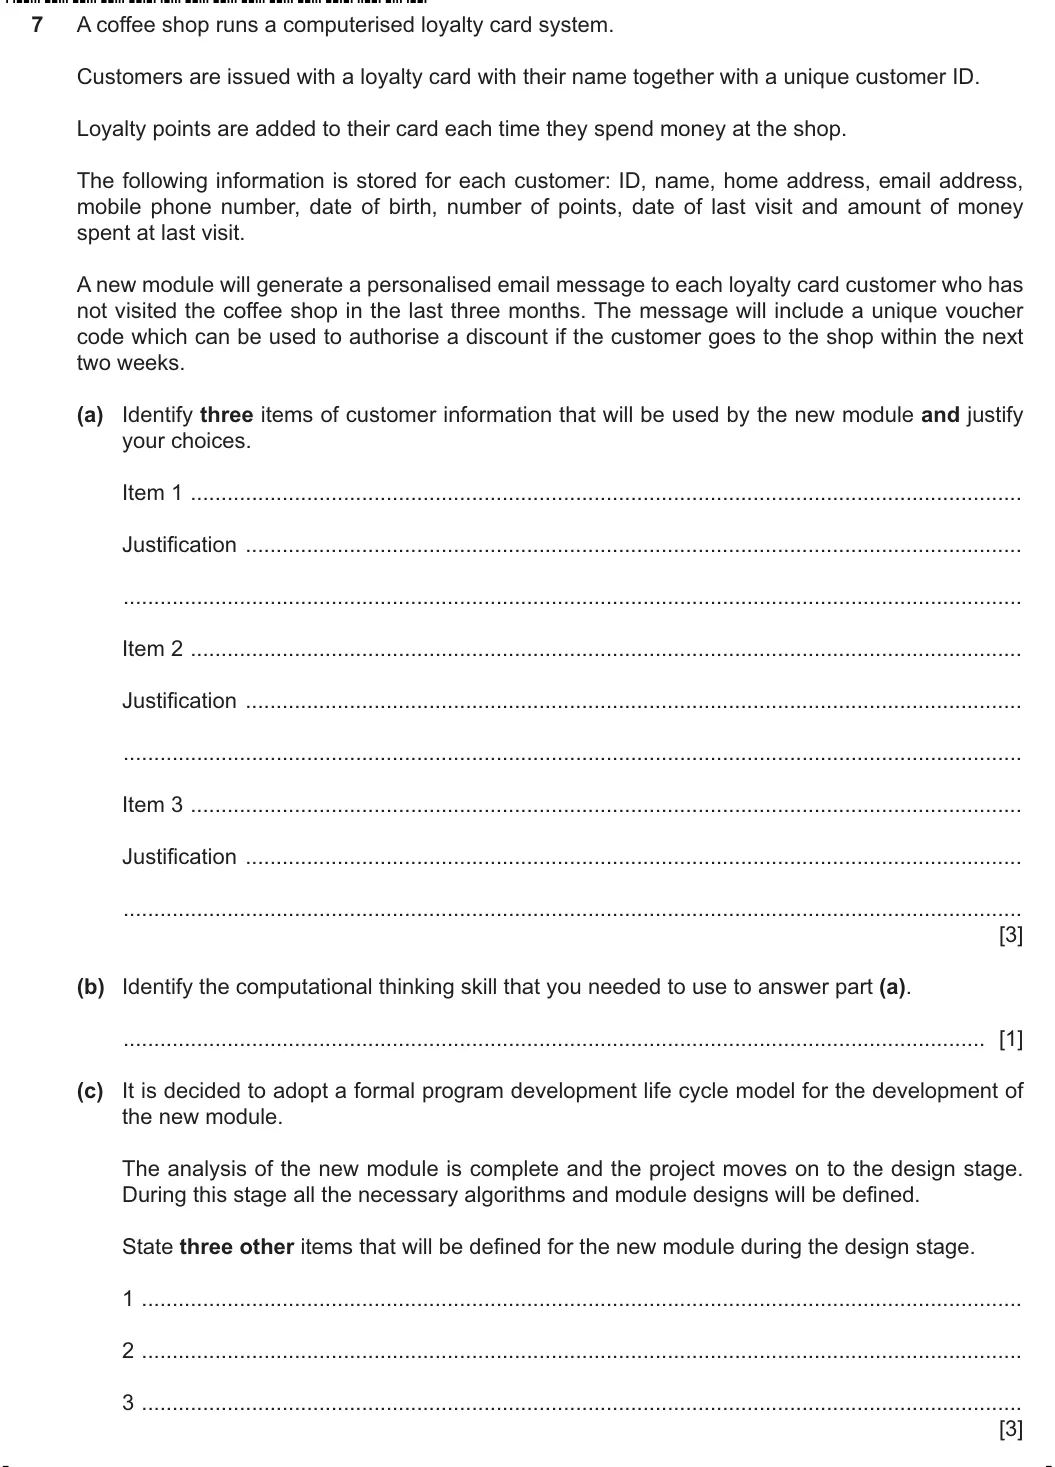 7 A coffee shop runs a computerised loyalty card system.
Customers are issued with a loyalty card with their name together with a unique customer ID.
Loyalty points are added to their card each time they spend money at the shop.
The following information is stored for each customer: ID, name, home address, email address,
mobile phone number, date of birth, number of points, date of last visit and amount of money
spent at last visit.
A new module will generate a personalised email message to each loyalty card customer who has
not visited the coffee shop in the last three months. The message will include a unique voucher
code which can be used to authorise a discount if the customer goes to the shop within the next
two weeks.
(a) Identify three items of customer information that will be used by the new module and justify
your choices.
Item 1 ........................................................................................................................................
Justification ...............................................................................................................................
...................................................................................................................................................
Item 2 ........................................................................................................................................
Justification ...............................................................................................................................
...................................................................................................................................................
Item 3 ........................................................................................................................................
Justification ...............................................................................................................................
...................................................................................................................................................
[3]
(b) Identify the computational thinking skill that you needed to use to answer part (a).
............................................................................................................................................. [1]
(c) It is decided to adopt a formal program development life cycle model for the development of
the new module.
The analysis of the new module is complete and the project moves on to the design stage.
During this stage all the necessary algorithms and module designs will be defined.
State three other items that will be defined for the new module during the design stage.
1 ................................................................................................................................................
2 ................................................................................................................................................
3 ................................................................................................................................................
[3]